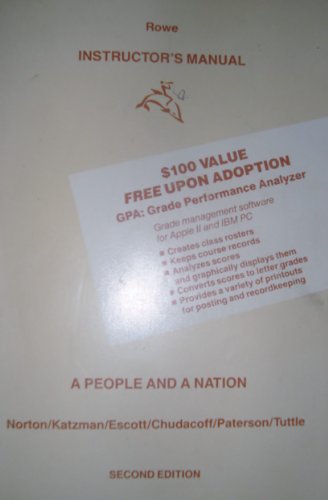 Rowe
INSTRUCTOR'S MANUAL
$100 VALUE
FREE UPON ADOPTION
GPA: Grade Performance Analyzer
Grade management software
for Apple II and IBM PC
■ Creates class rosters
■ Keeps course records
■ Analyzes scores
and graphically displays them
■ Converts scores to letter grades
■ Provides a variety of printouts
for posting and recordkeeping
A PEOPLE AND A NATION
Norton/Katzman/Escott/Chudacoff/Paterson/Tuttle
SECOND EDITION